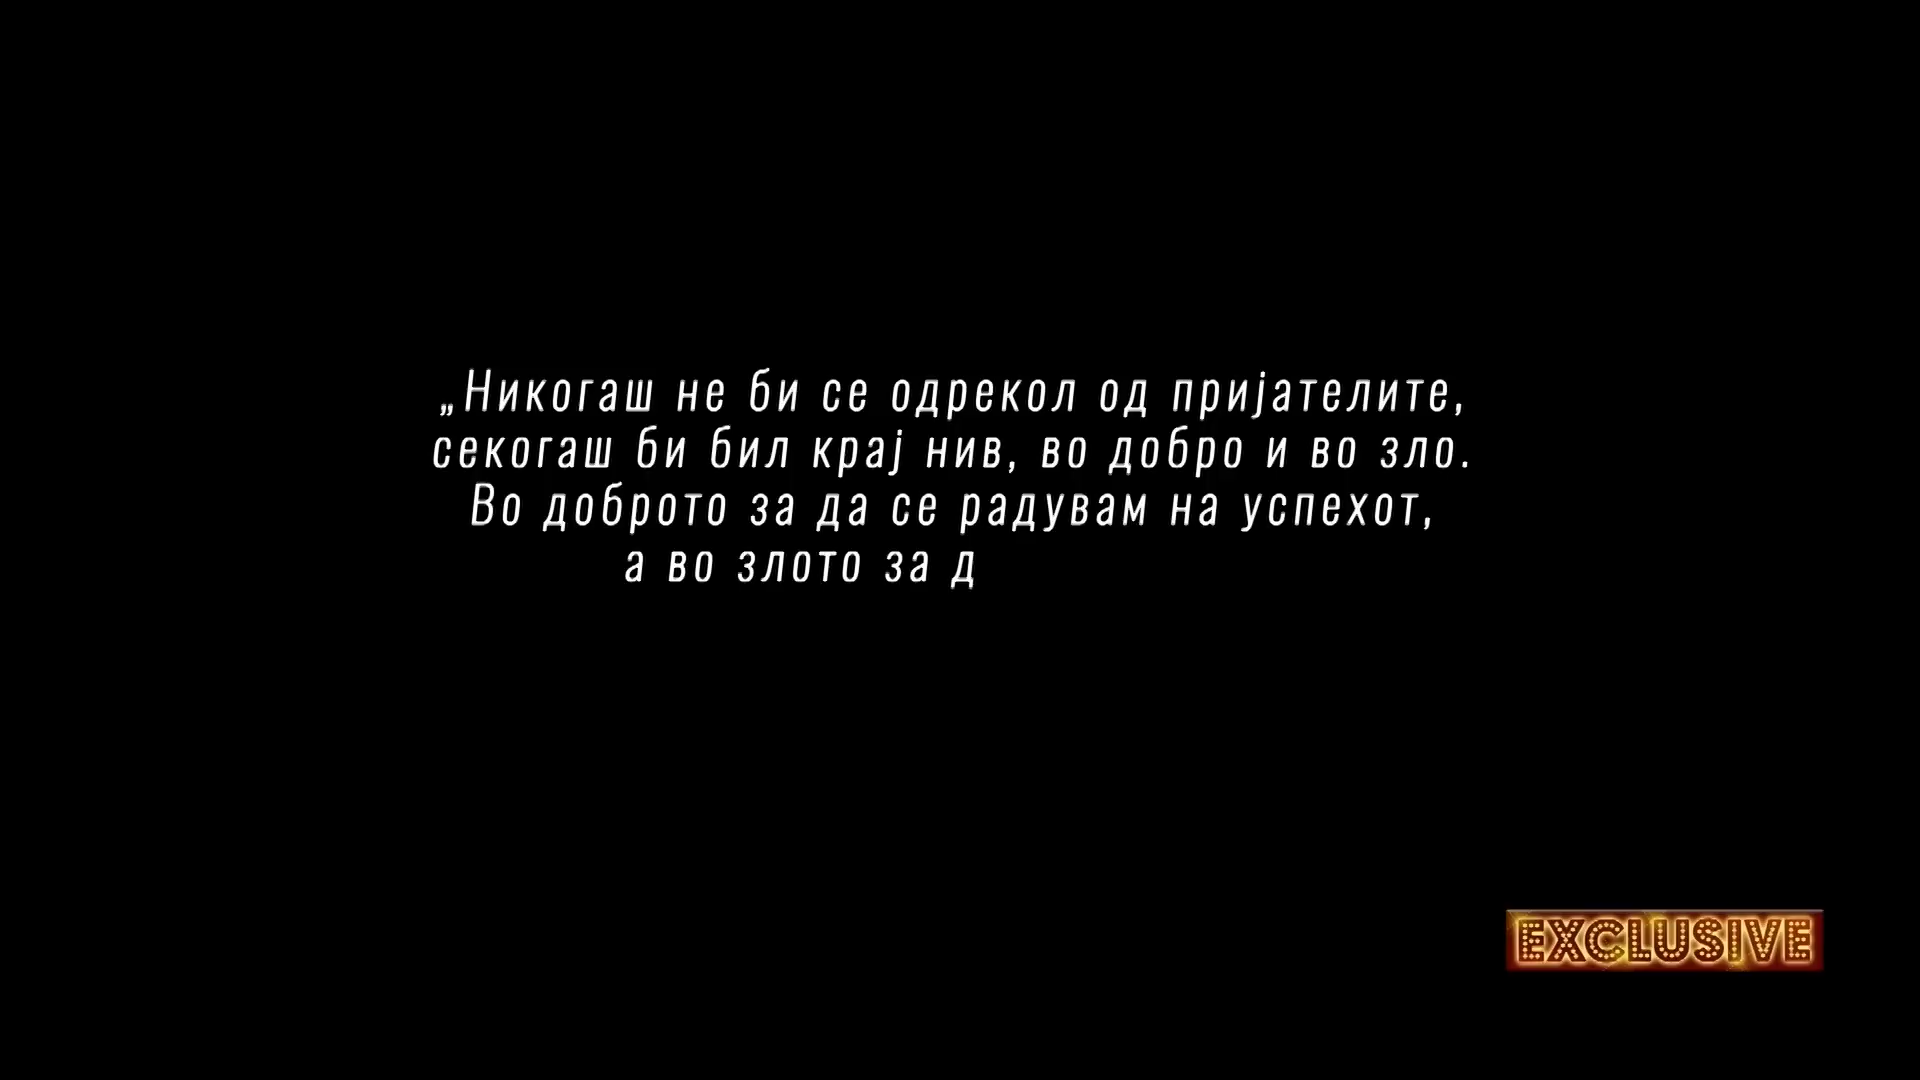 „Никогаш не би се одрекол од пријателите,
секогаш би бил крај нив, во добро и во зло.
Во доброто за да се радувам на успехот,
а во злото за д
EXCLUSIVE